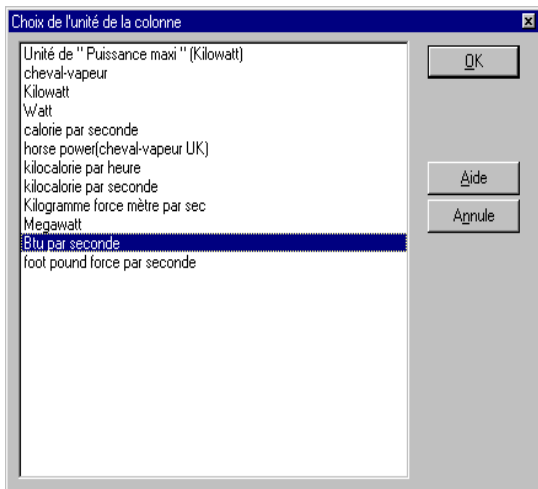 Choix de l'unité de la colonne
Unité de " Puissance maxi " (Kilowatt)
cheval-vapeur
Kilowatt
Watt
calorie par seconde
horse power(cheval-vapeur UK)
kilocalorie par heure
kilocalorie par seconde
Kilogramme force mètre par sec
Megawatt
Btu par seconde
foot pound force par seconde
OK
Aide
Annule